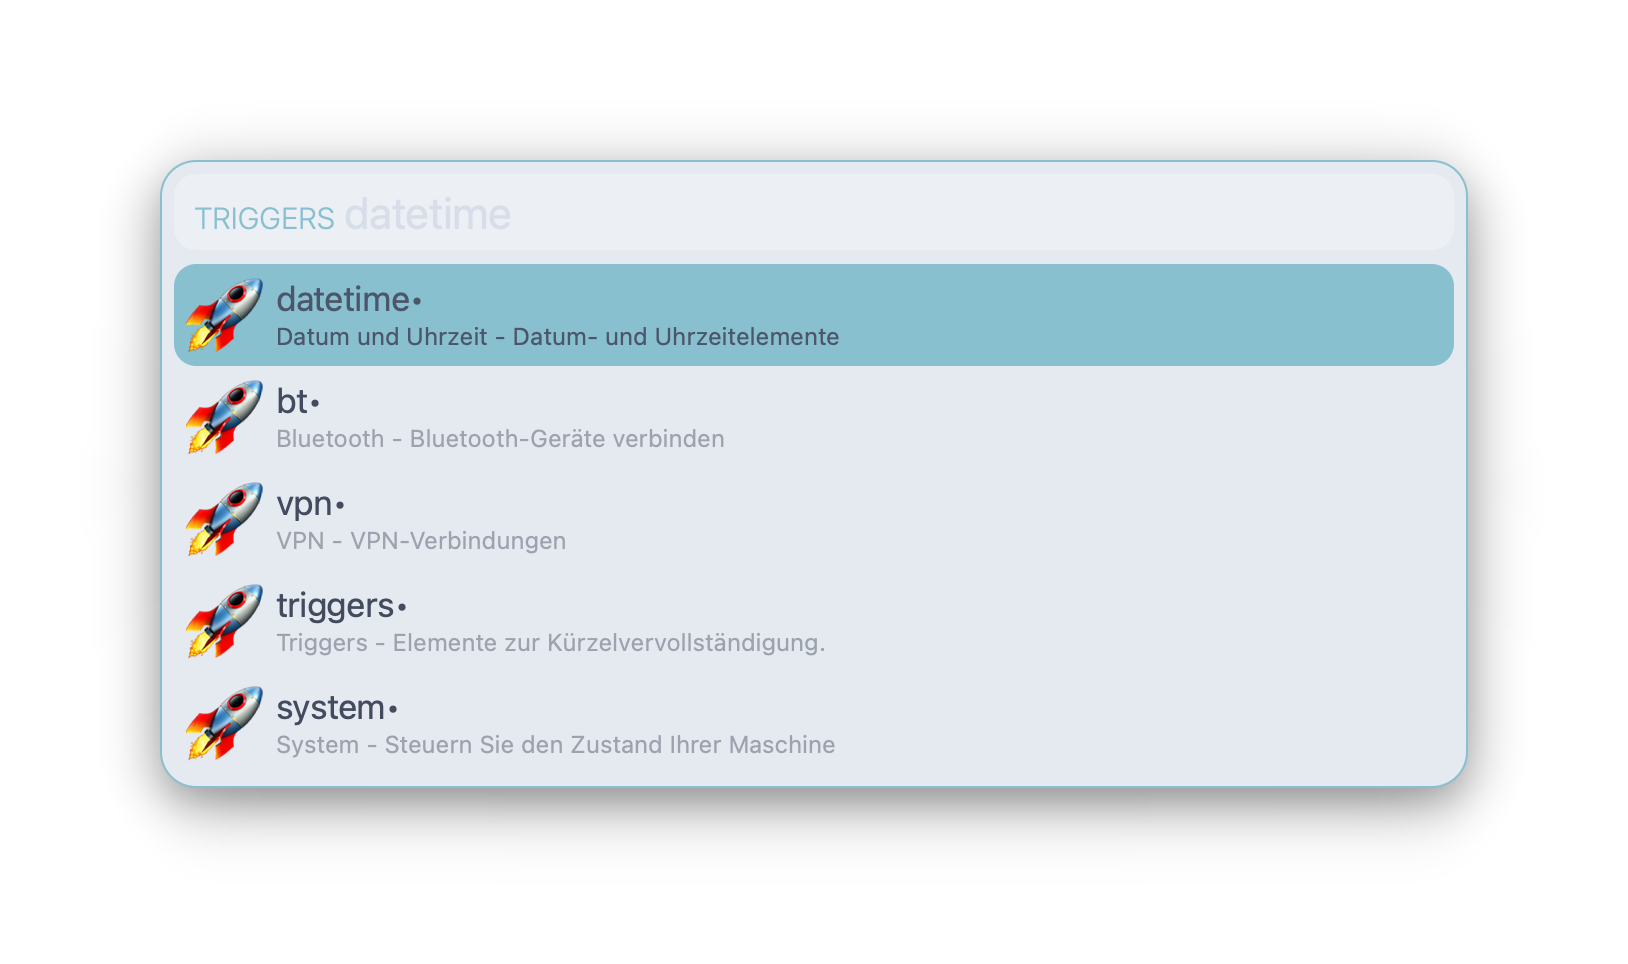 TRIGGERS datetime
datetime•
Datum und Uhrzeit - Datum- und Uhrzeitelemente
bt•
Bluetooth - Bluetooth-Geräte verbinden
vpn•
VPN - VPN-Verbindungen
triggers•
Triggers - Elemente zur Kürzelvervollständigung.
system•
System - Steuern Sie den Zustand Ihrer Maschine